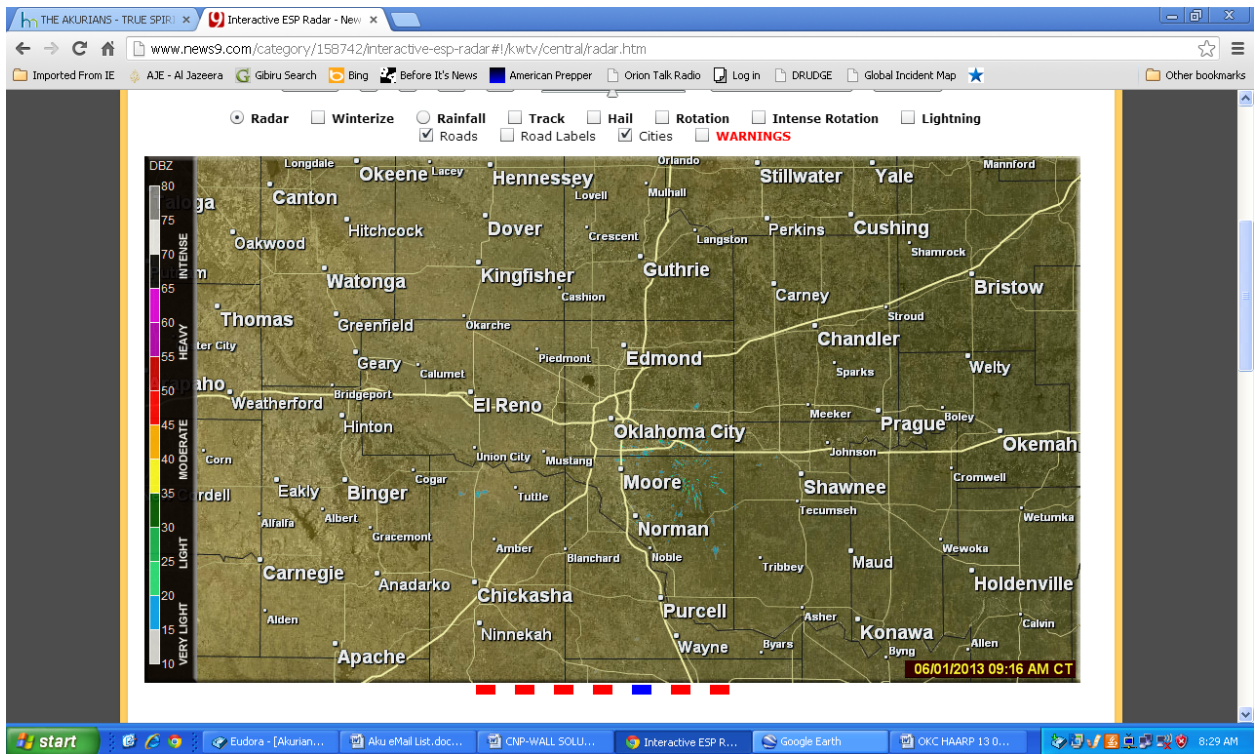 THE AKURIANS - TRUE SPIRI
Interactive ESP Radar - New
www.news9.com/category/158742/interactive-esp-radar#!/kwtv/central/radar.htm
Imported From IE AJE - Al Jazeera Gibiru Search Bing Before It's News American Prepper Orion Talk Radio Log in DRUDGE Global Incident Map Other bookmarks
Radar Winterize Rainfall Track Hail Rotation Intense Rotation Lightning
Roads Road Labels Cities WARNINGS
DBZ Longdale Okeene Lacey Hennessey Orlando Stillwater Yale Mannford
80 Canton Lovell Mulhall
75 Hitchcock Dover Crescent Langston Perkins Cushing
Oakwood Shamrock
70 INTENSE Watonga Kingfisher Guthrie Bristow
65 Cashion Carney
Thomas Greenfield Okarche Stroud
60 HEAVY Chandler
55 Geary Calumet Piedmont Edmond Sparks Welty
50 Weatherford Bridgeport El Reno Meeker Prague Boley
45 MODERATE Hinton Oklahoma City Okemah
40 Corn Union City Mustang Johnson
35 Eakly Binger Cogar Tuttle Moore Shawnee Cromwell
30 Alfalfa Albert Gracemont Norman Tecumseh Wetumka
25 LIGHT Amber Blanchard Noble Wewoka
Carnegie Anadarko Tribbey Maud Holdenville
20 Chickasha
15 VERY LIGHT Alden Purcell Asher Calvin
Ninnekah Konawa
10 Apache Wayne Byars Byng Allen
06/01/2013 09:16 AM CT
start Eudora - [Akurian... Aku eMail List.doc... CNP-WALL SOLU... Interactive ESP R... Google Earth OKC HAARP 13 0... 8:29 AM